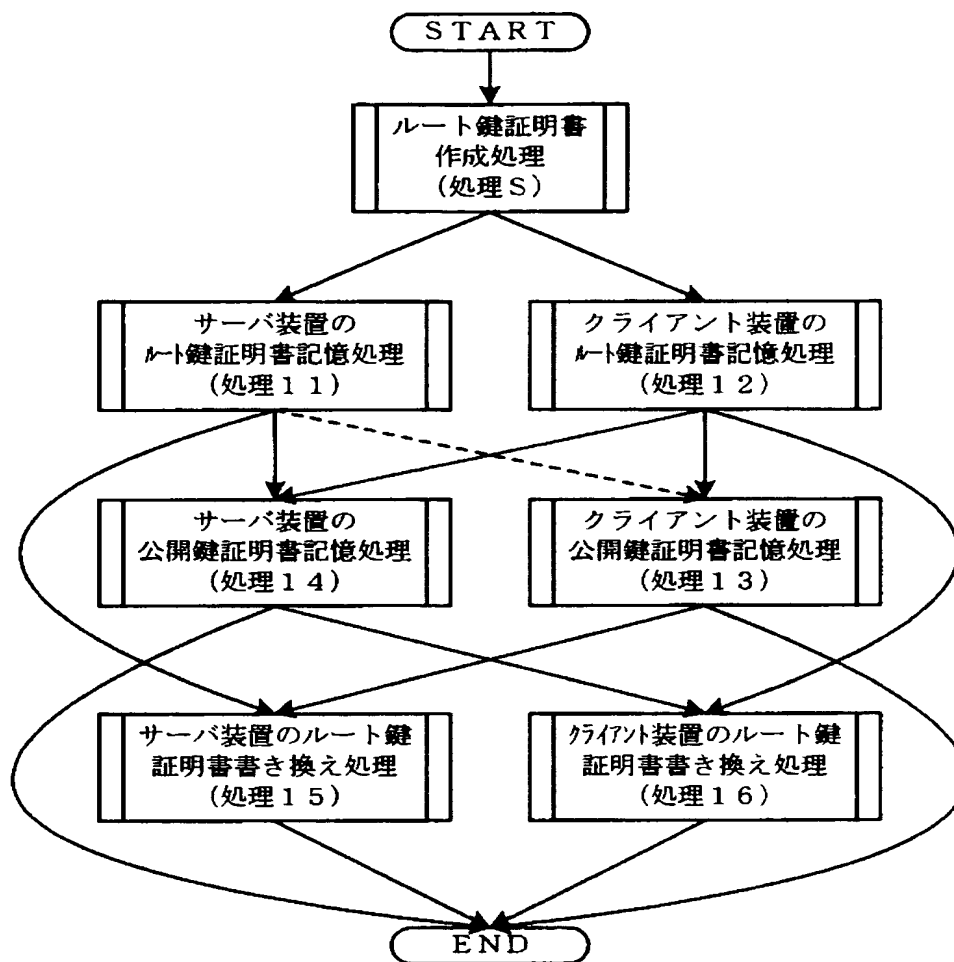 START
ルート鍵証明書
作成処理
(処理S)
サーバ装置の
ﾙｰﾄ鍵証明書記憶処理
(処理11)
クライアント装置の
ﾙｰﾄ鍵証明書記憶処理
(処理12)
サーバ装置の
公開鍵証明書記憶処理
(処理14)
クライアント装置の
公開鍵証明書記憶処理
(処理13)
サーバ装置のルート鍵
証明書書き換え処理
(処理15)
ｸﾗｲｱﾝﾄ装置のルート鍵
証明書書き換え処理
(処理16)
END